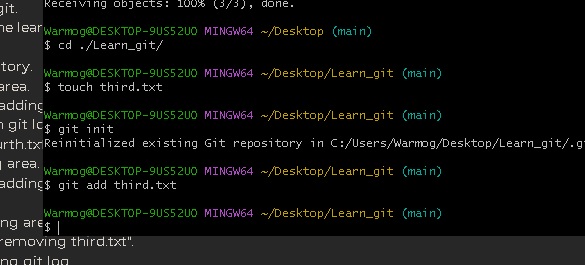 git.
Receiving objects: 100% (3/3), done.
he lear
Warmog@DESKTOP-9US52UO MINGW64 ~/Desktop (main)
$ cd ./Learn_git/
tory.
Warmog@DESKTOP-9US52UO MINGW64 ~/Desktop/Learn_git (main)
area.
$ touch third.txt
adding
Warmog@DESKTOP-9US52UO MINGW64 ~/Desktop/Learn_git (main)
n git lo
$ git init
urth.tx
Reinitialized existing Git repository in C:/Users/Warmog/Desktop/Learn_git/.g
g area.
Warmog@DESKTOP-9US52UO MINGW64 ~/Desktop/Learn_git (main)
adding
$ git add third.txt
ng are
Warmog@DESKTOP-9US52UO MINGW64 ~/Desktop/Learn_git (main)
$
removing third.txt".
ng git log